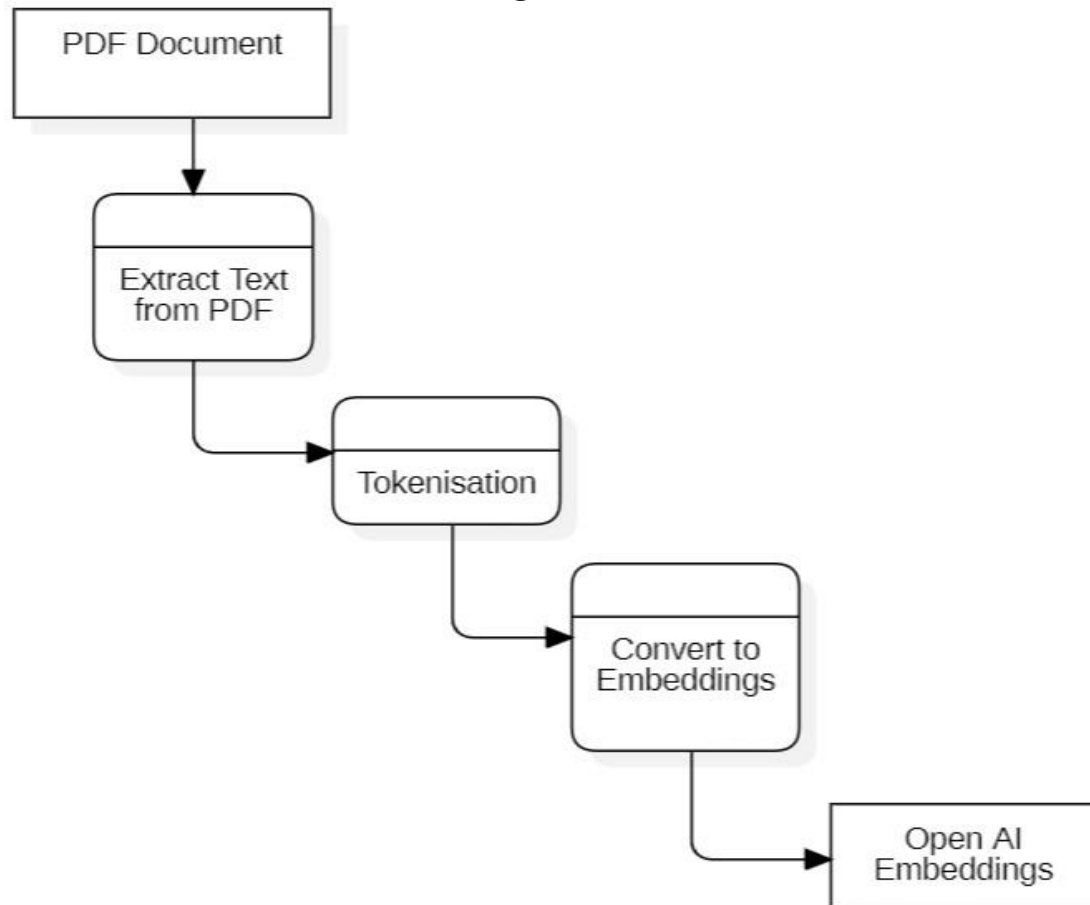 PDF Document
Extract Text
from PDF
Tokenisation
Convert to
Embeddings
Open AI
Embeddings